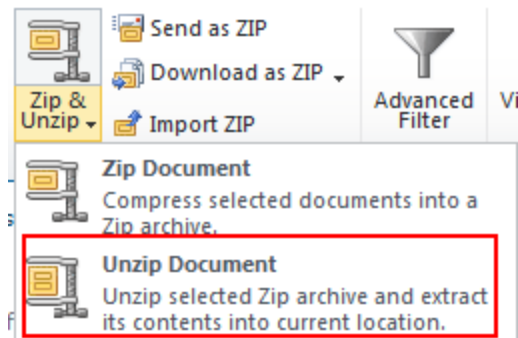 Send as ZIP
Download as ZIP
Import ZIP
Zip &
Unzip
Advanced
Filter
Zip Document
Compress selected documents into a
Zip archive.
Unzip Document
Unzip selected Zip archive and extract
its contents into current location.